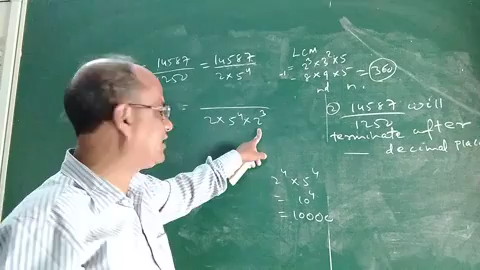 = 14587/1250 = 14587/(2 × 5⁴)
= /(2 × 5⁴ × 2³)
LCM
2³ × 3² × 5
8 × 9 × 5 = 360
2) 14587/1250 will
terminate after
___ decimal place
2⁴ × 5⁴
= 10⁴
= 10000